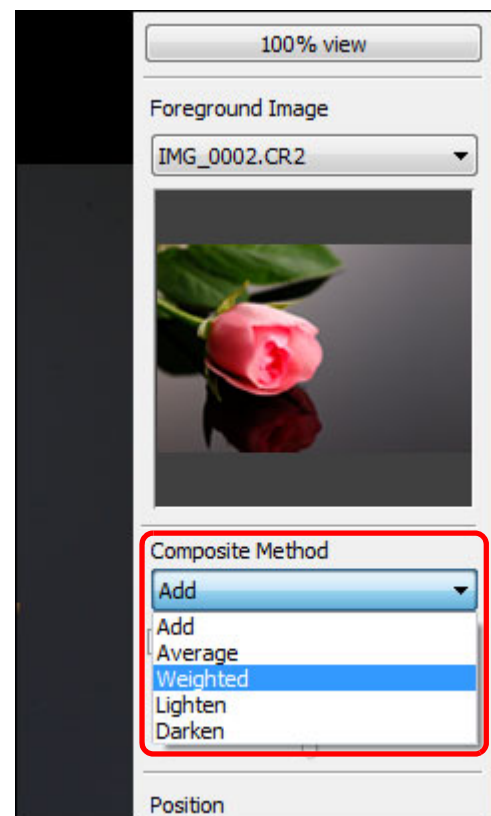 100% view
Foreground Image
IMG_0002.CR2
Composite Method
Add
Add
Average
Weighted
Lighten
Darken
Position